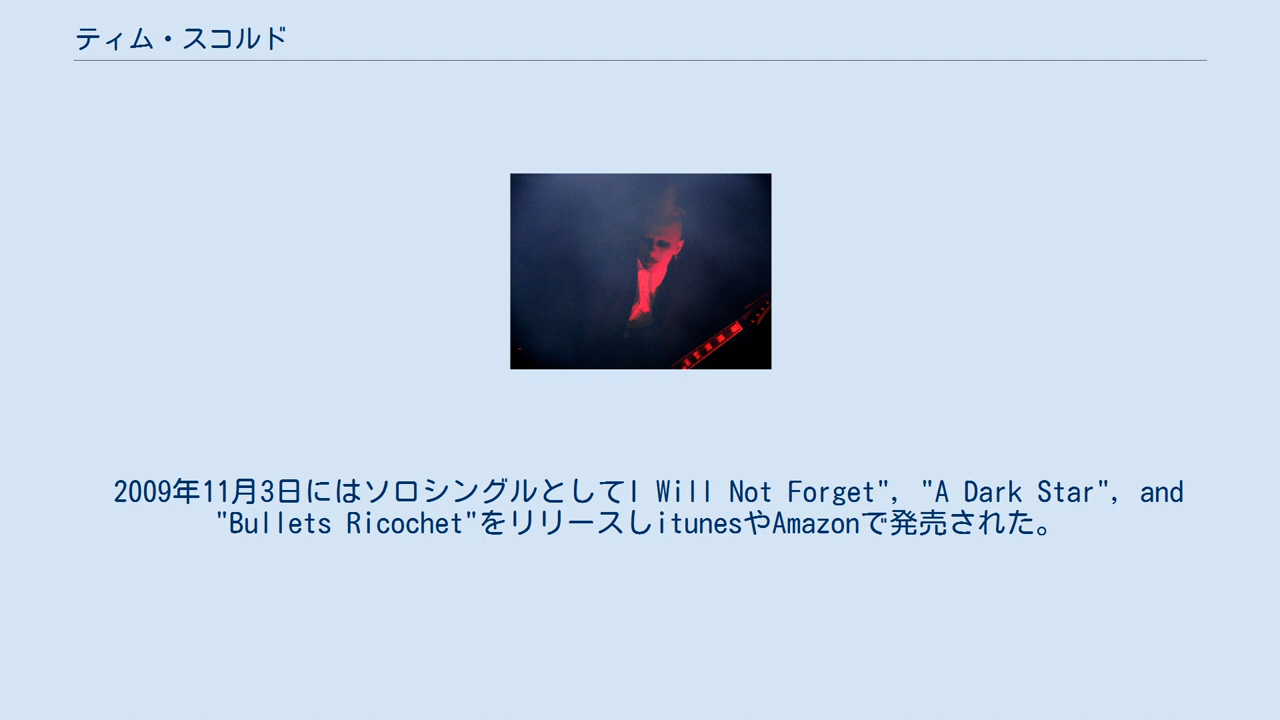 ティム・スコルド
2009年11月3日にはソロシングルとしてI Will Not Forget", "A Dark Star", and
"Bullets Ricochet"をリリースしitunesやAmazonで発売された。